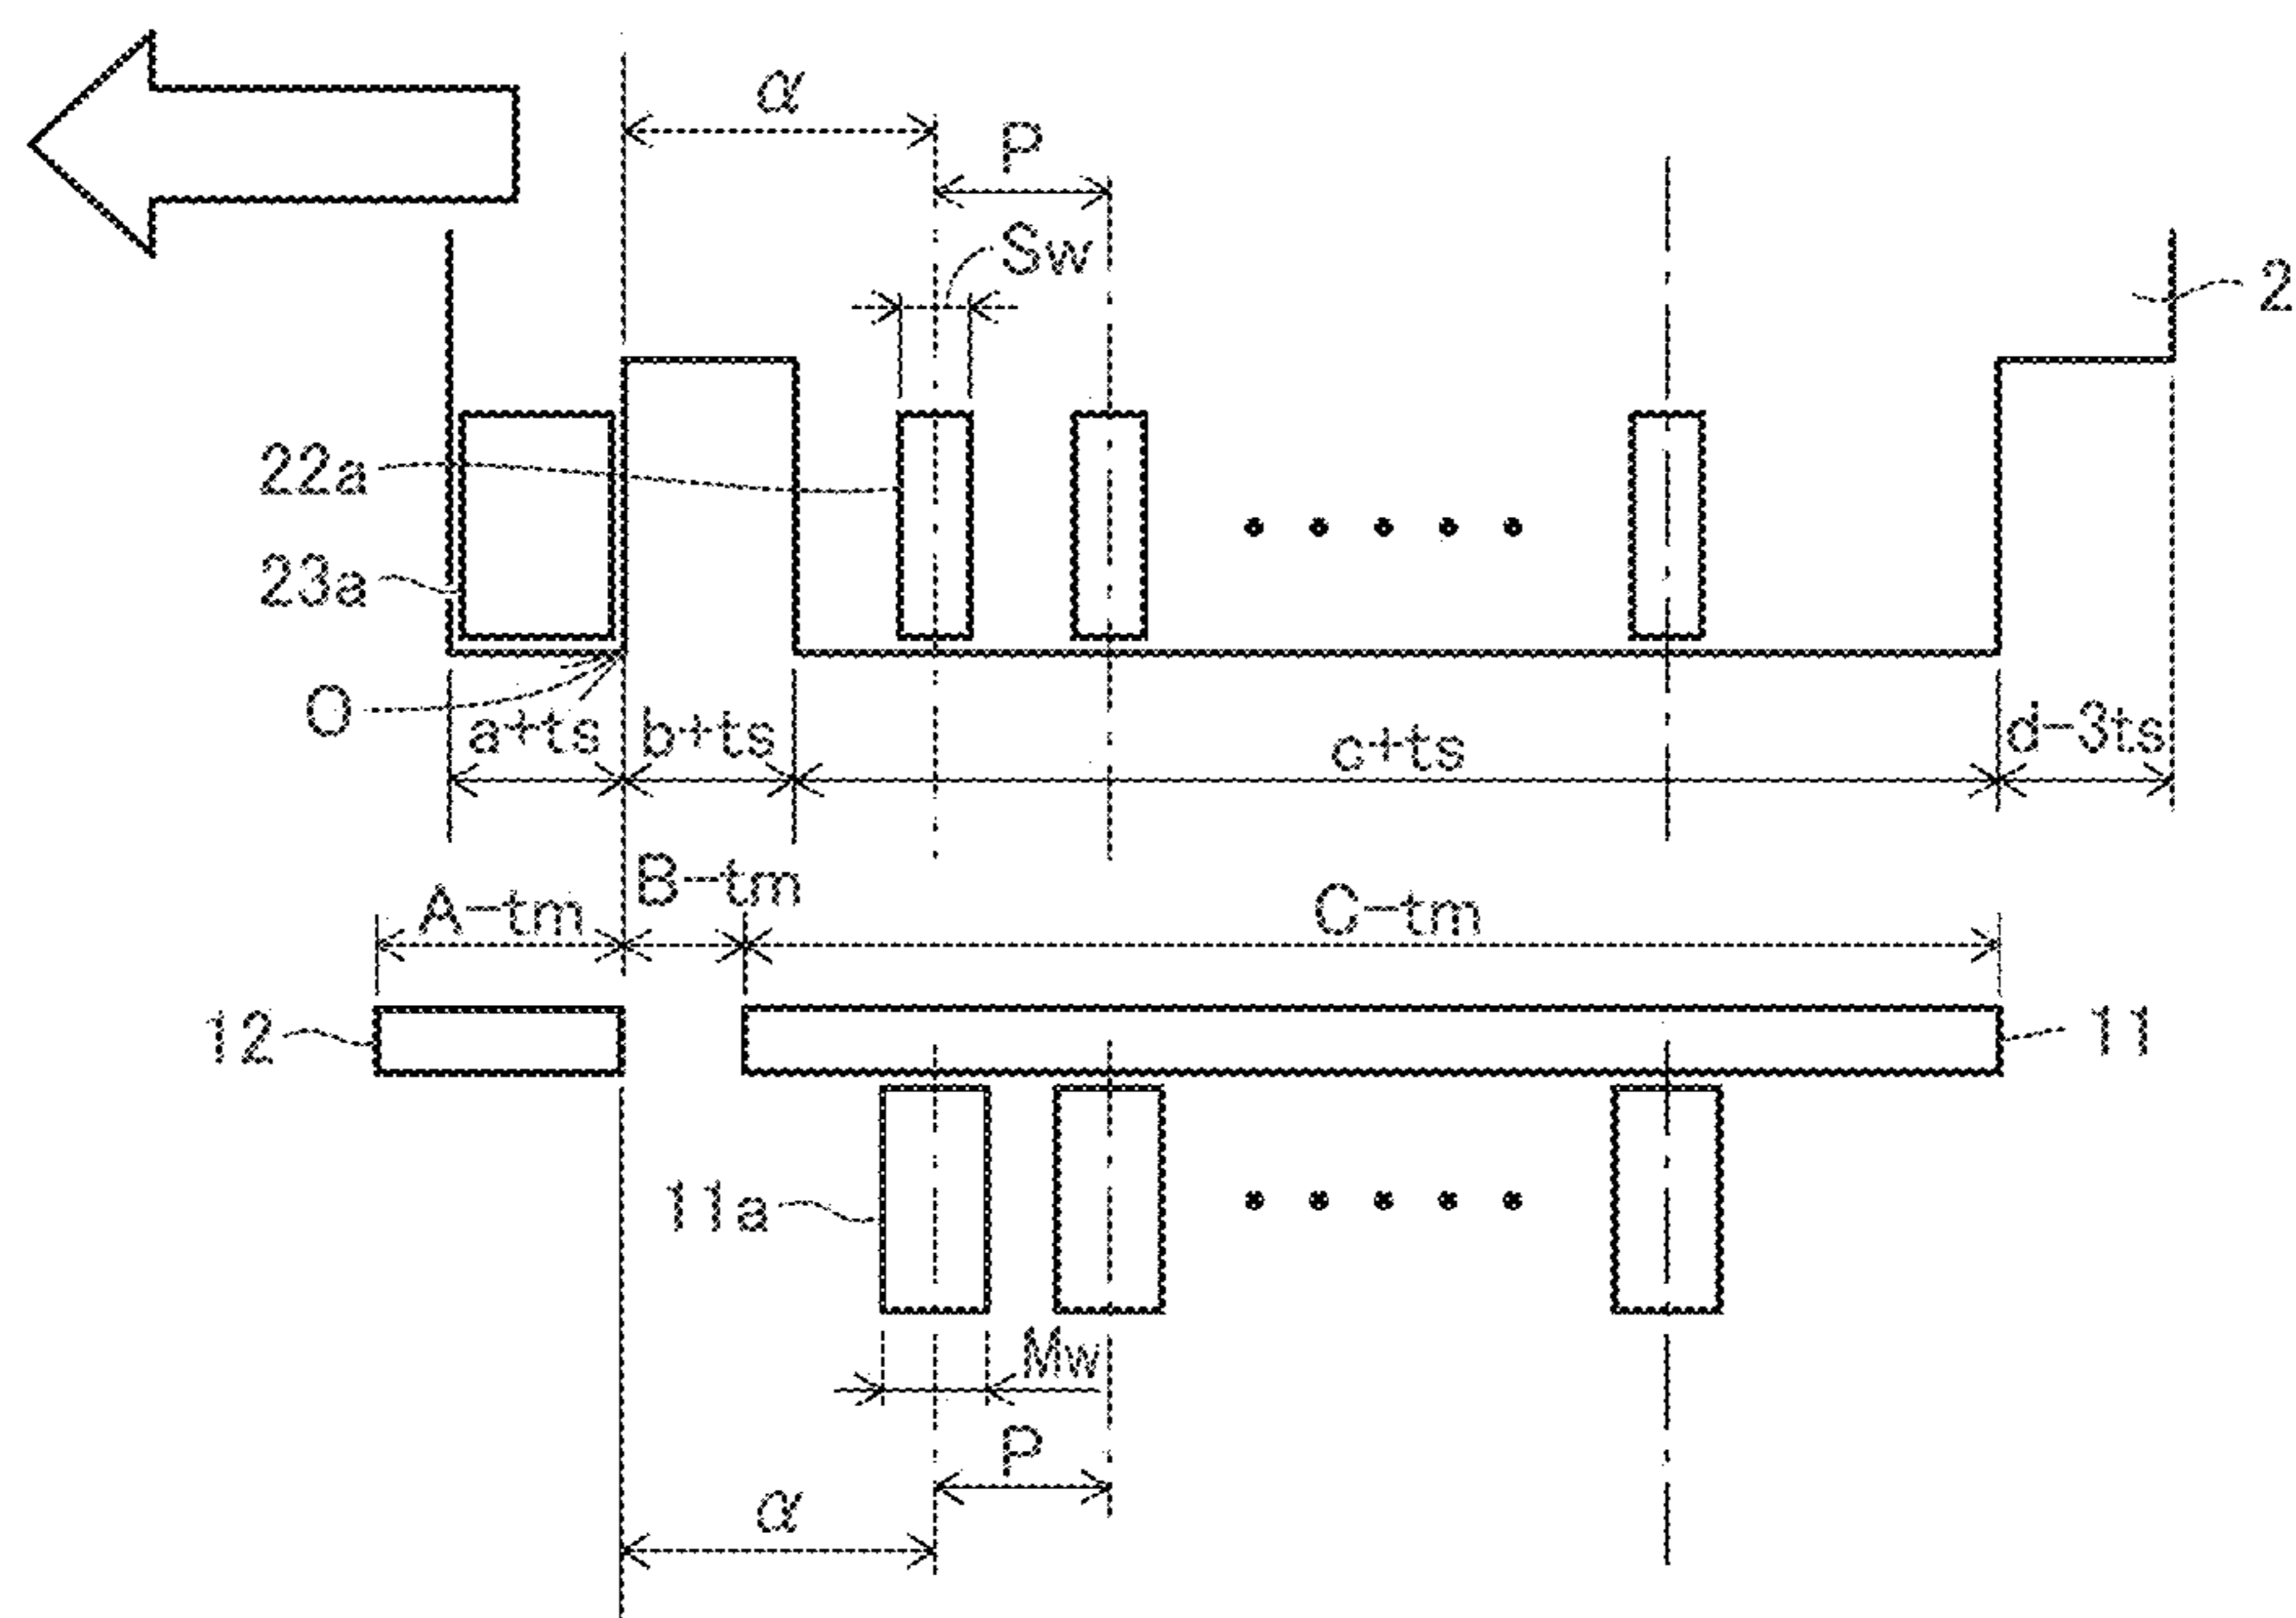 α
P
Sw
2
22a
23a
O
a+ts
b+ts
c+ts
d-3ts
A-tm
B-tm
C-tm
12
11
11a
Mw
P
α